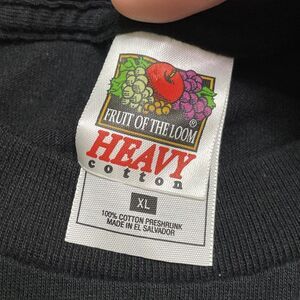 FRUIT OF THE LOOM®
HEAVY
cotton
XL
100% COTTON PRESHRUNK
MADE IN EL SALVADOR